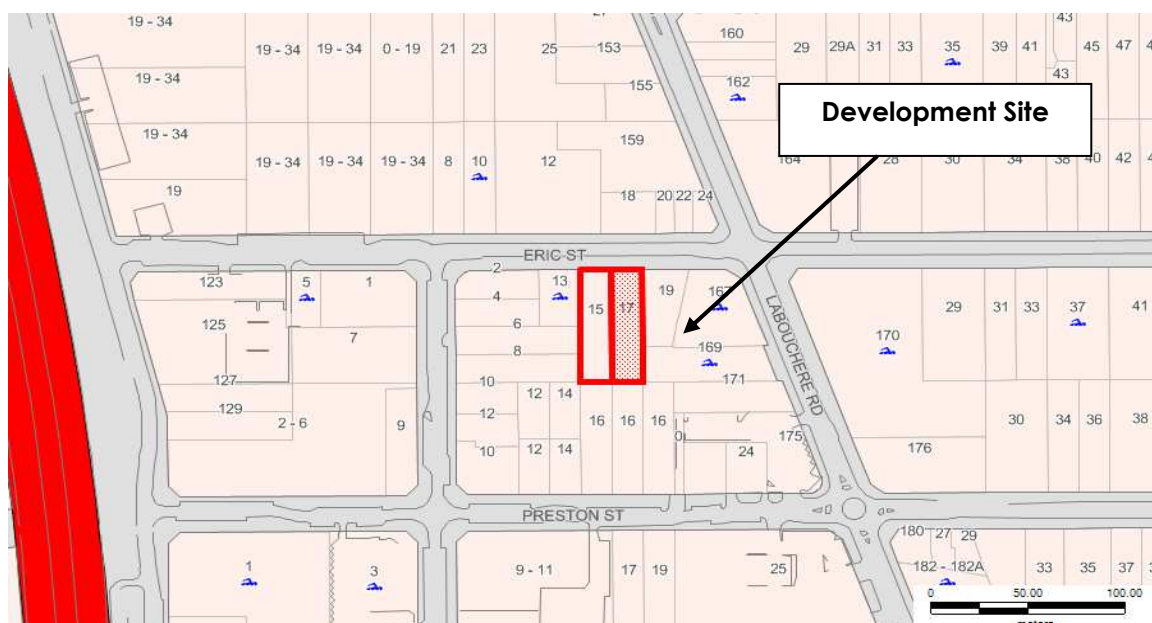 27
43
19 - 34
160
19 - 34 19 - 34 0 - 19 21 23 25 153
29 29A 31 33 35 39 41 45 47
43
19 - 34
155
162
Development Site
19 - 34
159
19 - 34 19 - 34 19 - 34 8 10 12
164 28 30 34 38 40 42
19
18 20 22 24
ERIC ST
123 5 1
2 13 15 17 19 167
4
29 31 33 37 41
125
6
LABOUCHERE RD
7
8
169
170
127
10
171
12 14
129
2 - 6
9
12
16 16 16
0
175
30 34 36 38
10 12 14
24
176
PRESTON ST
180 27 29
1
3
9 - 11
17 19
25
182 - 182A
33 35 37
0 50.00 100.00